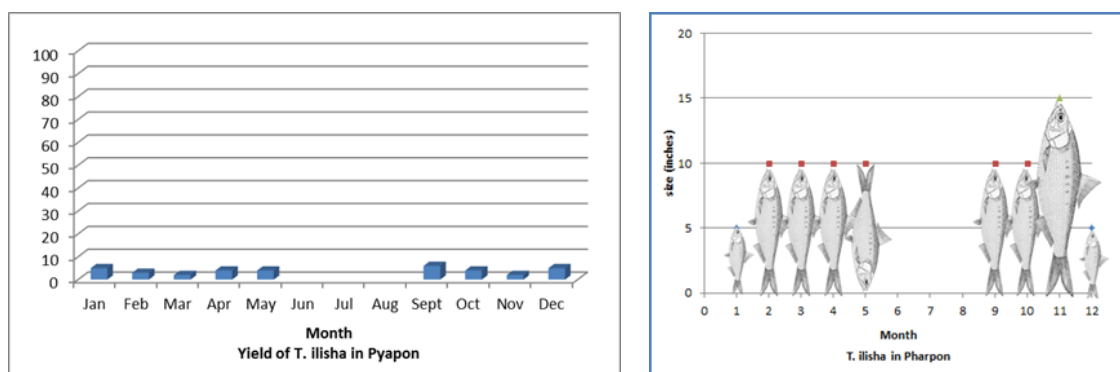 100
90
80
70
60
50
40
30
20
10
0
Jan Feb Mar Apr May Jun Jul Aug Sept Oct Nov Dec
Month
Yield of T. ilisha in Pyapon
size (inches)
20
15
10
5
0
0 1 2 3 4 5 6 7 8 9 10 11 12
Month
T. ilisha in Pharpon